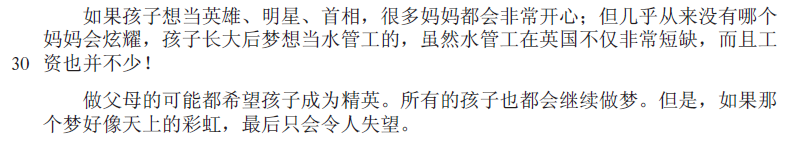 如果孩子想当英雄、明星、首相，很多妈妈都会非常开心；但几乎从来没有哪个
妈妈会炫耀，孩子长大后梦想当水管工的，虽然水管工在英国不仅非常短缺，而且工
30 资也并不少！
做父母的可能都希望孩子成为精英。所有的孩子也都会继续做梦。但是，如果那
个梦好像天上的彩虹，最后只会令人失望。